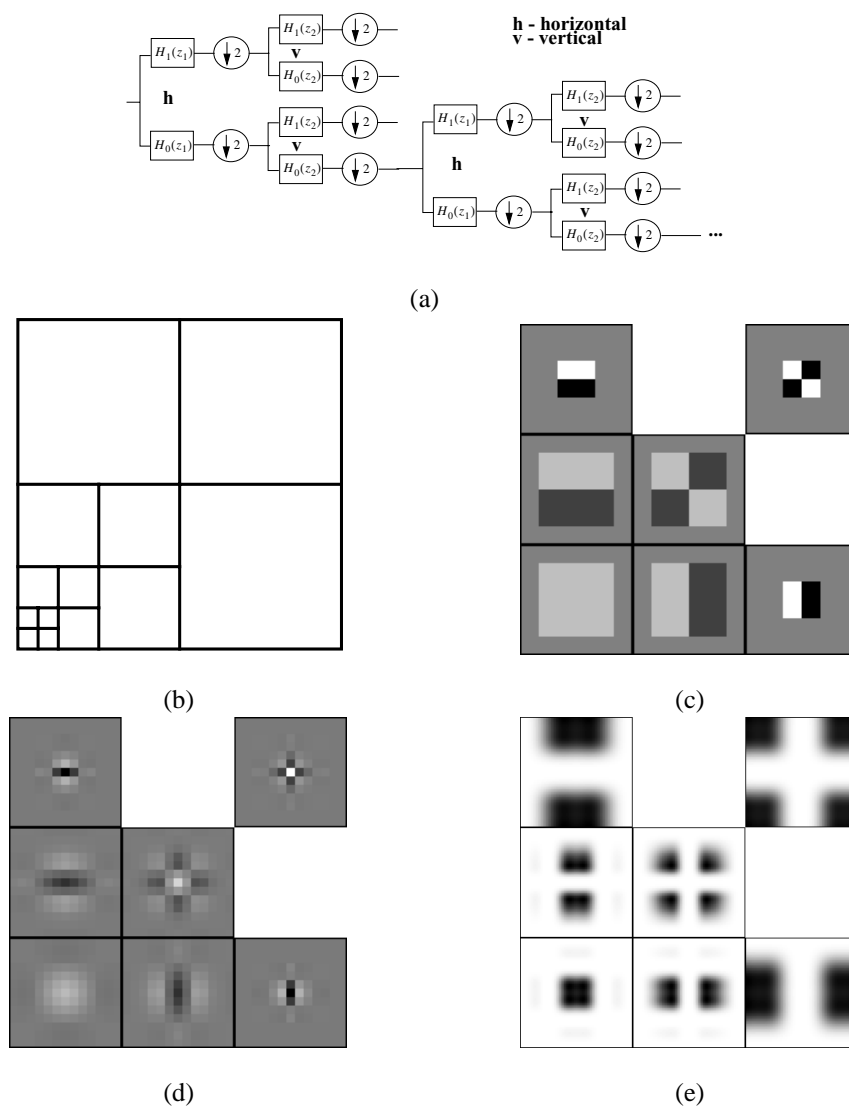 H1(z2) ↓2
h - horizontal
v - vertical
H1(z1) ↓2 v
H0(z2) ↓2
h
H1(z2) ↓2
H1(z2) ↓2
H1(z1) ↓2 v
H0(z1) ↓2 v
H0(z2) ↓2
H0(z2) ↓2
h
H1(z2) ↓2
H0(z1) ↓2 v
H0(z2) ↓2 ...
(a)
(b) (c)
(d) (e)